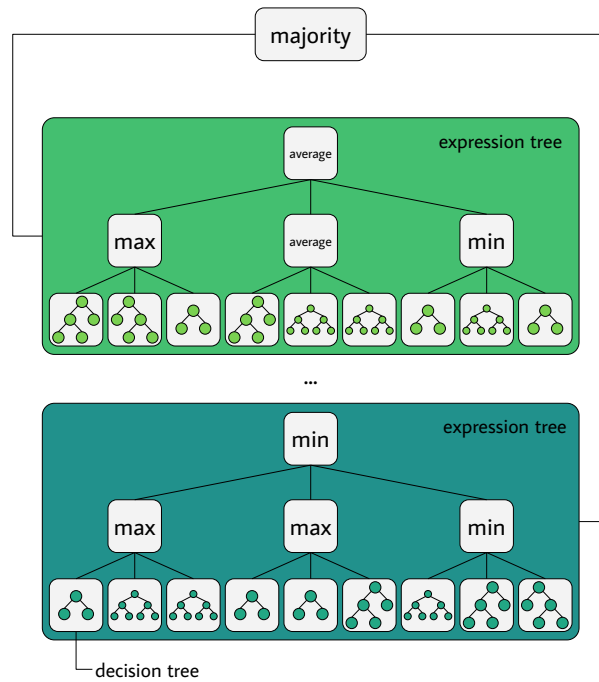 majority
expression tree
average
max
average
min
...
expression tree
min
max
max
min
decision tree